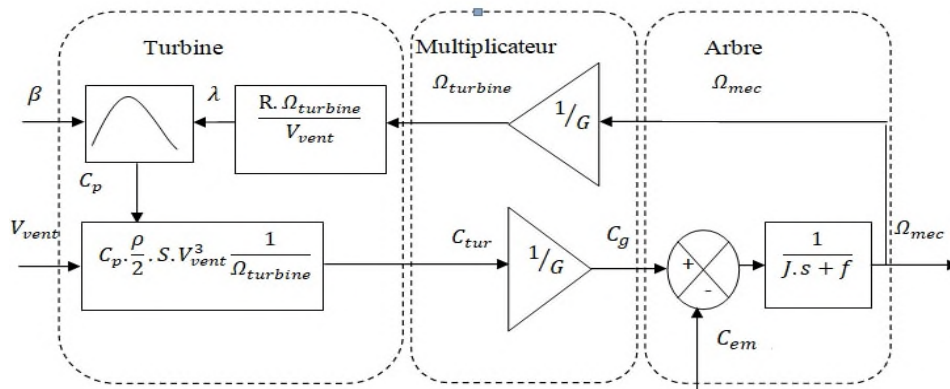 Turbine
Multiplicateur
Arbre
β
λ
R. Ω_turbine / V_vent
Ω_turbine
1/G
Ω_mec
C_p
V_vent
C_p. ρ/2 .S.V_vent^3 1/Ω_turbine
C_tur
1/G
C_g
+
-
1 / J.s + f
Ω_mec
C_em